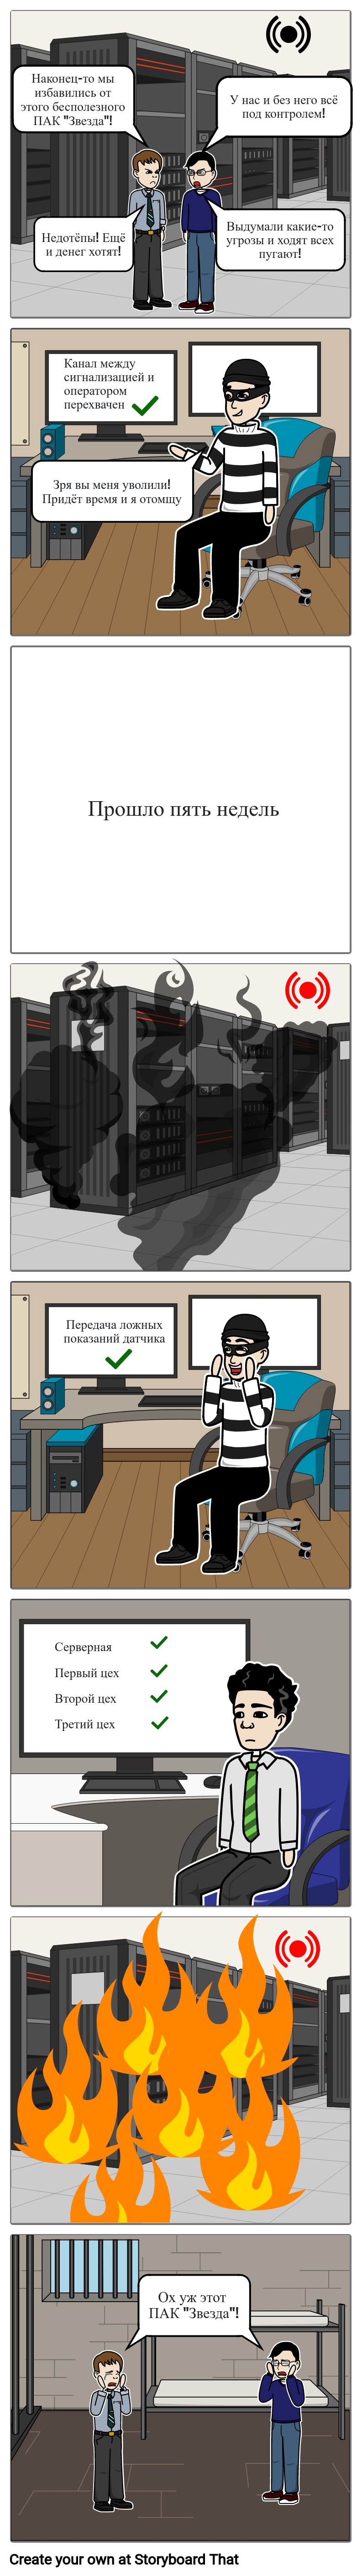 Наконец-то мы
избавились от
этого бесполезного
ПАК "Звезда"!
У нас и без него всё
под контролем!
Недотёпы! Ещё
и денег хотят!
Выдумали какие-то
угрозы и ходят всех
пугают!
Канал между
сигнализацией и
оператором
перехвачен
Зря вы меня уволили!
Придёт время и я отомщу
Прошло пять недель
Передача ложных
показаний датчика
Серверная
Первый цех
Второй цех
Третий цех
Ох уж этот
ПАК "Звезда"!
Create your own at Storyboard That